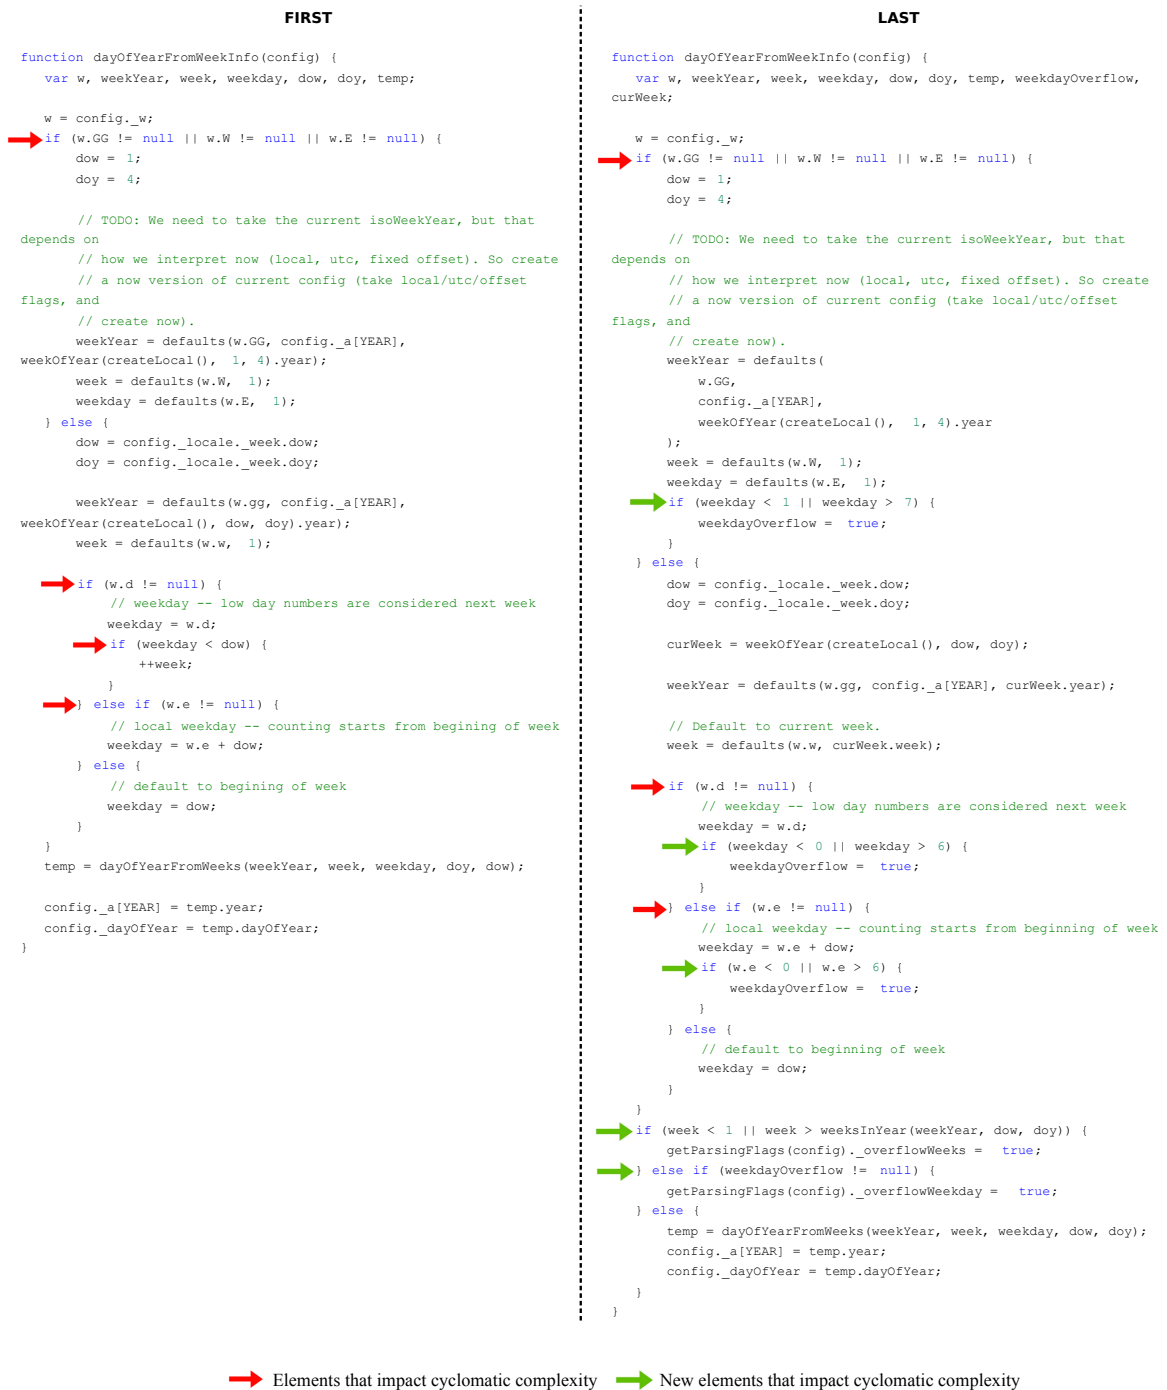 FIRST
function dayOfYearFromWeekInfo(config) {
var w, weekYear, week, weekday, dow, doy, temp;
w = config._w;
if (w.GG != null || w.W != null || w.E != null) {
dow = 1;
doy = 4;
// TODO: We need to take the current isoWeekYear, but that
depends on
// how we interpret now (local, utc, fixed offset). So create
// a now version of current config (take local/utc/offset
flags, and
// create now).
weekYear = defaults(w.GG, config._a[YEAR],
weekOfYear(createLocal(), 1, 4).year);
week = defaults(w.W, 1);
weekday = defaults(w.E, 1);
} else {
dow = config._locale._week.dow;
doy = config._locale._week.doy;
weekYear = defaults(w.gg, config._a[YEAR],
weekOfYear(createLocal(), dow, doy).year);
week = defaults(w.w, 1);
if (w.d != null) {
// weekday -- low day numbers are considered next week
weekday = w.d;
if (weekday < dow) {
++week;
}
} else if (w.e != null) {
// local weekday -- counting starts from begining of week
weekday = w.e + dow;
} else {
// default to begining of week
weekday = dow;
}
}
temp = dayOfYearFromWeeks(weekYear, week, weekday, doy, dow);
config._a[YEAR] = temp.year;
config._dayOfYear = temp.dayOfYear;
}
LAST
function dayOfYearFromWeekInfo(config) {
var w, weekYear, week, weekday, dow, doy, temp, weekdayOverflow,
curWeek;
w = config._w;
if (w.GG != null || w.W != null || w.E != null) {
dow = 1;
doy = 4;
// TODO: We need to take the current isoWeekYear, but that
depends on
// how we interpret now (local, utc, fixed offset). So create
// a now version of current config (take local/utc/offset
flags, and
// create now).
weekYear = defaults(
w.GG,
config._a[YEAR],
weekOfYear(createLocal(), 1, 4).year
);
week = defaults(w.W, 1);
weekday = defaults(w.E, 1);
if (weekday < 1 || weekday > 7) {
weekdayOverflow = true;
}
} else {
dow = config._locale._week.dow;
doy = config._locale._week.doy;
curWeek = weekOfYear(createLocal(), dow, doy);
weekYear = defaults(w.gg, config._a[YEAR], curWeek.year);
// Default to current week.
week = defaults(w.w, curWeek.week);
if (w.d != null) {
// weekday -- low day numbers are considered next week
weekday = w.d;
if (weekday < 0 || weekday > 6) {
weekdayOverflow = true;
}
} else if (w.e != null) {
// local weekday -- counting starts from beginning of week
weekday = w.e + dow;
if (w.e < 0 || w.e > 6) {
weekdayOverflow = true;
}
} else {
// default to beginning of week
weekday = dow;
}
}
if (week < 1 || week > weeksInYear(weekYear, dow, doy)) {
getParsingFlags(config)._overflowWeeks = true;
} else if (weekdayOverflow != null) {
getParsingFlags(config)._overflowWeekday = true;
} else {
temp = dayOfYearFromWeeks(weekYear, week, weekday, dow, doy);
config._a[YEAR] = temp.year;
config._dayOfYear = temp.dayOfYear;
}
}
Elements that impact cyclomatic complexity
New elements that impact cyclomatic complexity